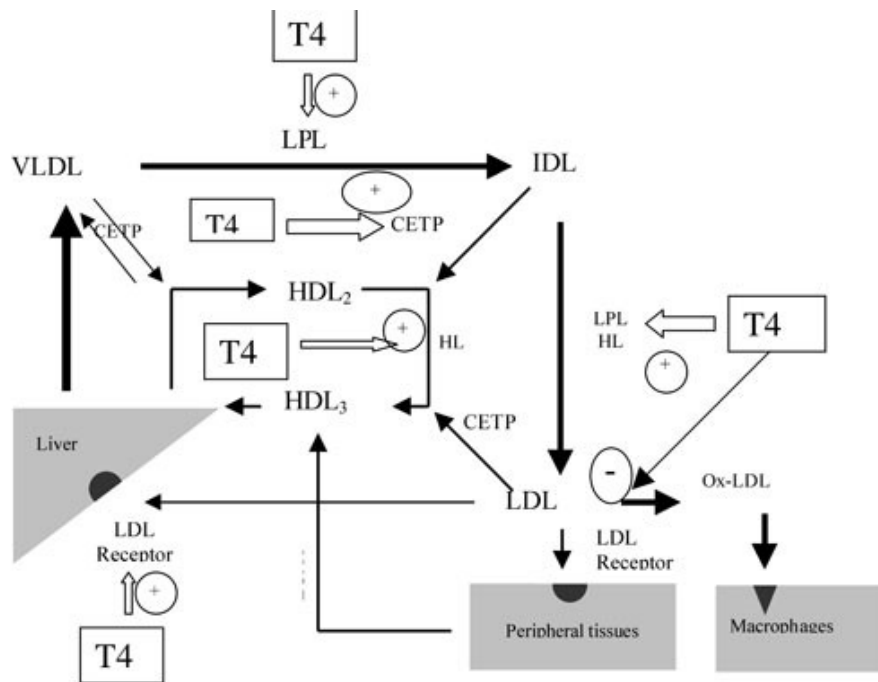 T4
+
LPL
VLDL
IDL
+
T4
CETP
CETP
HDL2
T4
+
HL
LPL
HL
T4
+
HDL3
CETP
Liver
-
Ox-LDL
LDL
LDL
Receptor
LDL
Receptor
+
T4
Peripheral tissues
Macrophages